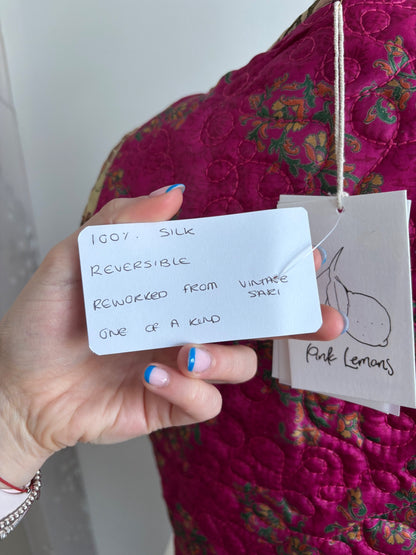 100% SILK
REVERSIBLE
REWORKED FROM VINTAGE
SARI
ONE OF A KIND
Pink Lemons